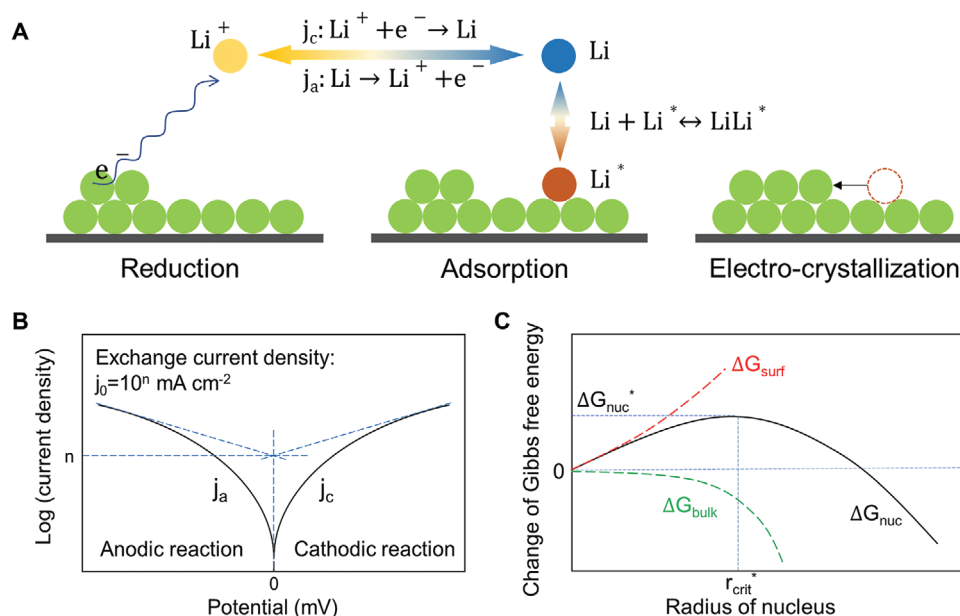 A
Li +
j c : Li + + e − → Li
j a : Li → Li + + e −
Li
Li + Li * ↔ LiLi *
e −
Li *
Reduction
Adsorption
Electro-crystallization
B
Log (current density)
Exchange current density:
j0=10ⁿ mA cm-2
n
ja
jc
Anodic reaction
Cathodic reaction
0
Potential (mV)
C
Change of Gibbs free energy
ΔGsurf
ΔGnuc*
0
ΔGbulk
ΔGnuc
rcrit*
Radius of nucleus